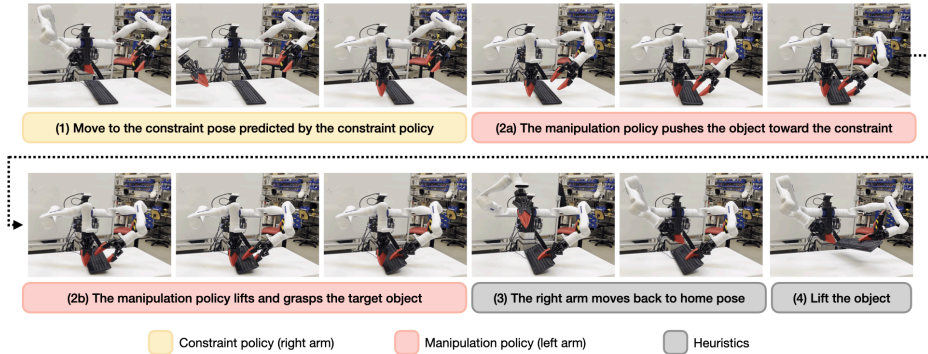 (1) Move to the constraint pose predicted by the constraint policy
(2a) The manipulation policy pushes the object toward the constraint
(2b) The manipulation policy lifts and grasps the target object
(3) The right arm moves back to home pose
(4) Lift the object
Constraint policy (right arm)
Manipulation policy (left arm)
Heuristics